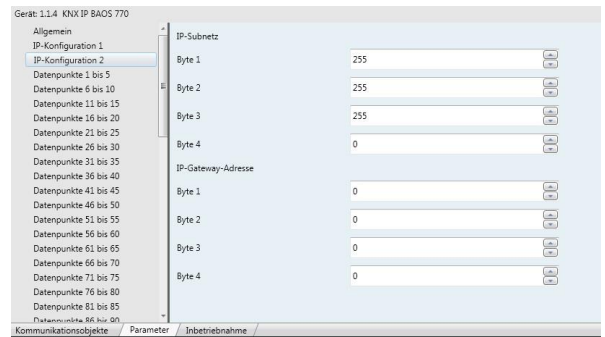 Gerät: 1.1.4 KNX IP BAOS 770
Allgemein
IP-Konfiguration 1
IP-Konfiguration 2
Datenpunkte 1 bis 5
Datenpunkte 6 bis 10
Datenpunkte 11 bis 15
Datenpunkte 16 bis 20
Datenpunkte 21 bis 25
Datenpunkte 26 bis 30
Datenpunkte 31 bis 35
Datenpunkte 36 bis 40
Datenpunkte 41 bis 45
Datenpunkte 46 bis 50
Datenpunkte 51 bis 55
Datenpunkte 56 bis 60
Datenpunkte 61 bis 65
Datenpunkte 66 bis 70
Datenpunkte 71 bis 75
Datenpunkte 76 bis 80
Datenpunkte 81 bis 85
Datenpunkte 86 bis 90
IP-Subnetz
Byte 1 255
Byte 2 255
Byte 3 255
Byte 4 0
IP-Gateway-Adresse
Byte 1 0
Byte 2 0
Byte 3 0
Byte 4 0
Kommunikationsobjekte Parameter Inbetriebnahme